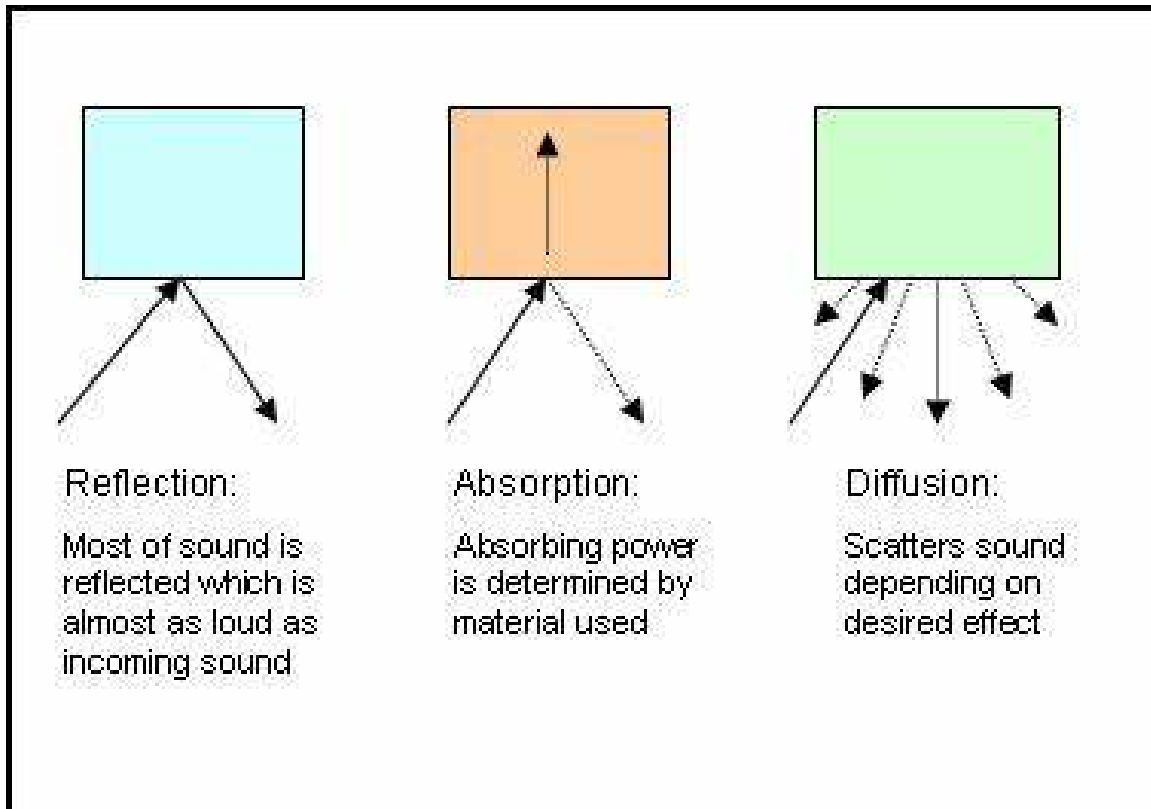 Reflection:
Most of sound is
reflected which is
almost as loud as
incoming sound
Absorption:
Absorbing power
is determined by
material used
Diffusion:
Scatters sound
depending on
desired effect